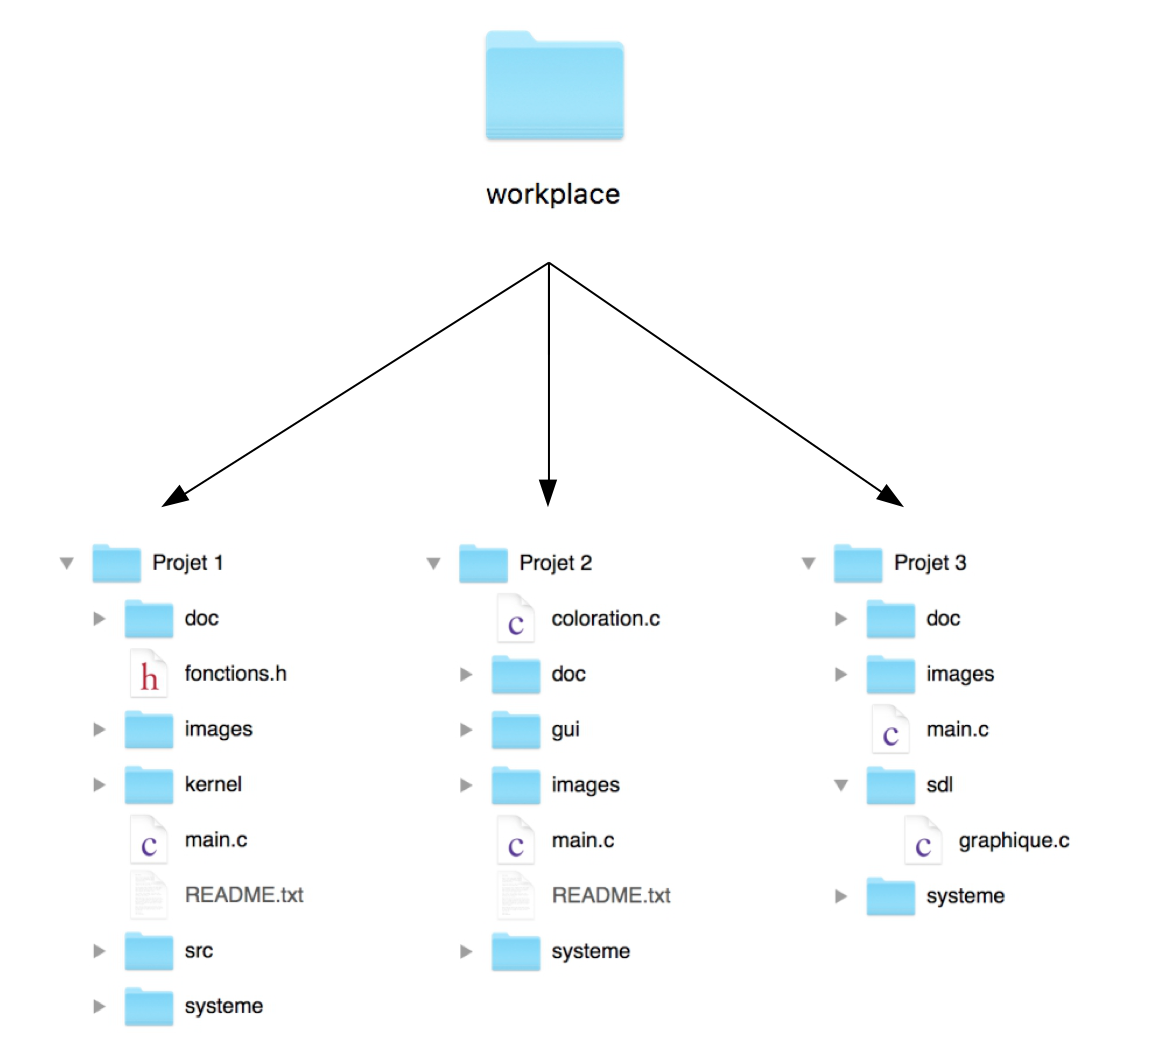 workplace
Projet 1
doc
h
fonctions.h
images
kernel
c
main.c
README.txt
src
systeme
Projet 2
c
coloration.c
doc
gui
images
c
main.c
README.txt
systeme
Projet 3
doc
images
c
main.c
sdl
c
graphique.c
systeme